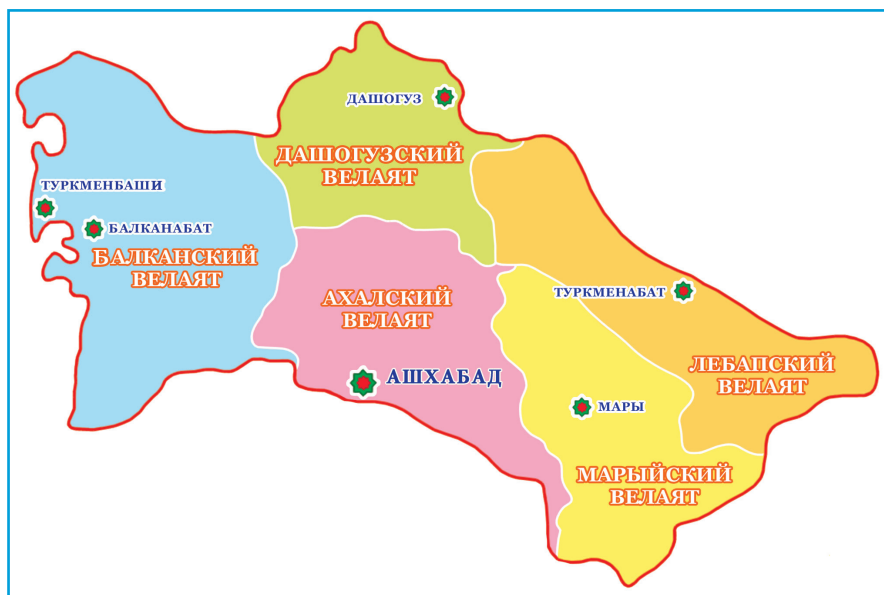 ДАШОГУЗ
ДАШОГУЗСКИЙ
ВЕЛАЯТ
ТУРКМЕНБАШИ
БАЛКАНАБАТ
БАЛКАНСКИЙ
ВЕЛАЯТ
АХАЛСКИЙ
ВЕЛАЯТ
ТУРКМЕНАБАТ
АШХАБАД
ЛЕБАПСКИЙ
ВЕЛАЯТ
МАРЫ
МАРЫЙСКИЙ
ВЕЛАЯТ